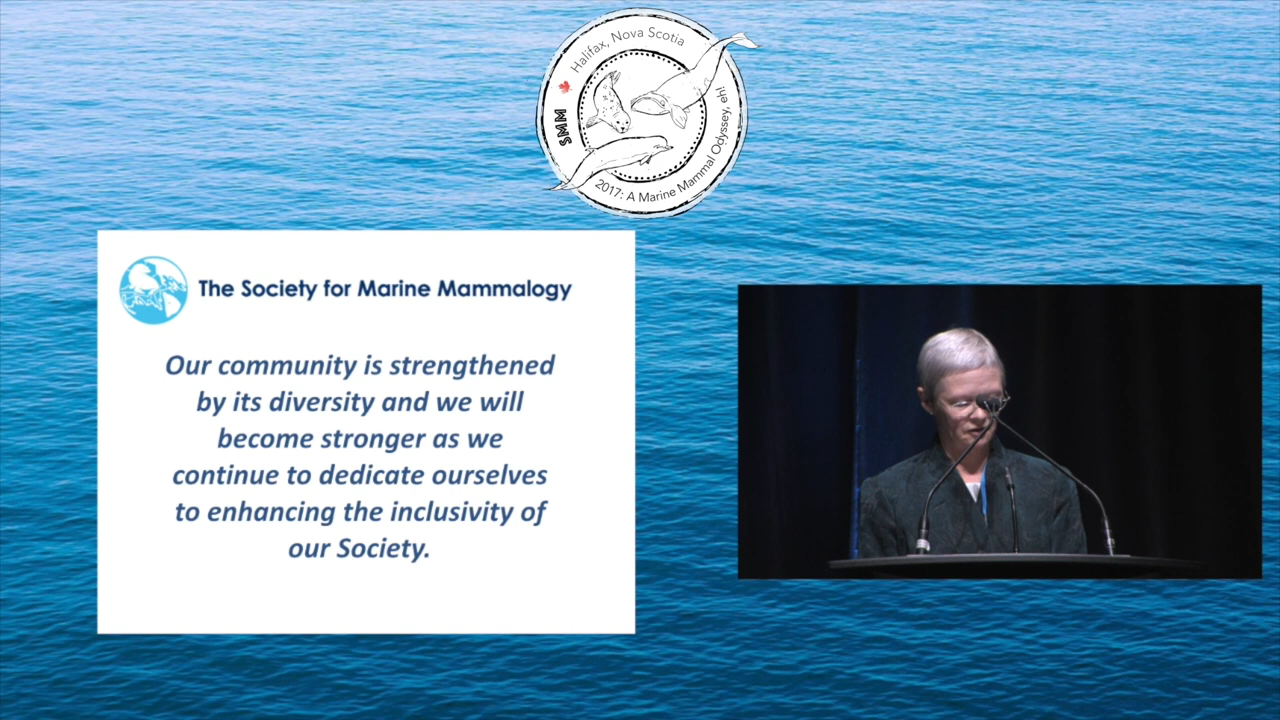 Halifax, Nova Scotia
SMM
2017: A Marine Mammal Odyssey, eh!
The Society for Marine Mammalogy
Our community is strengthened
by its diversity and we will
become stronger as we
continue to dedicate ourselves
to enhancing the inclusivity of
our Society.